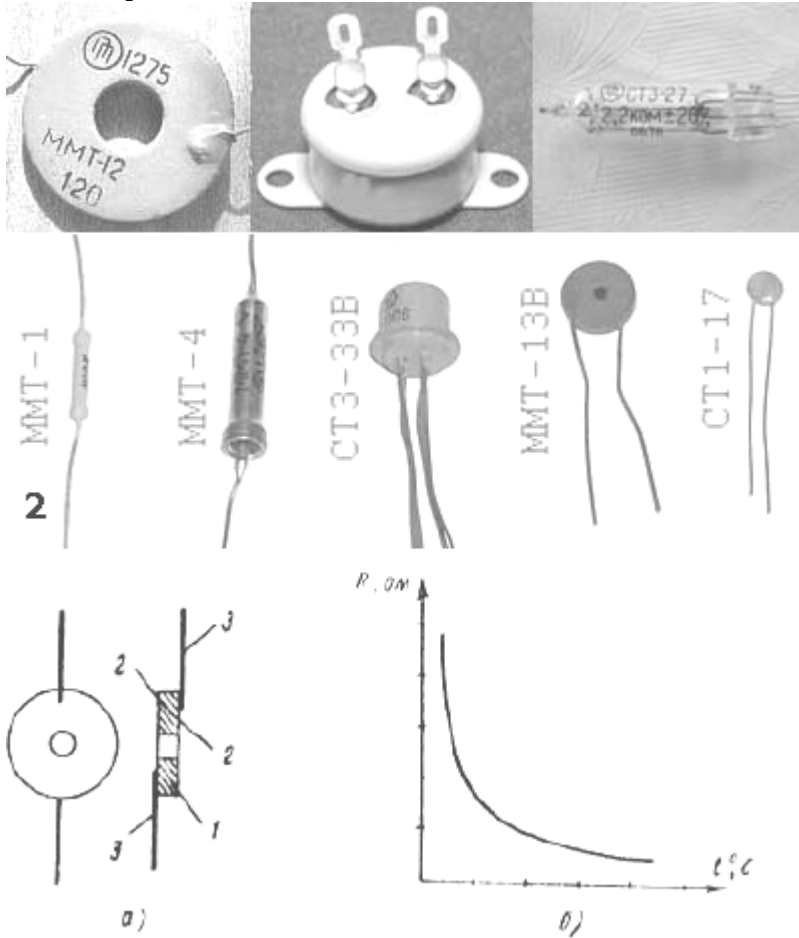 1275
ММТ-12
120
СТ3-27
2,2 ком ± 20%
ММТ-1
ММТ-4
СТ3-33В
ММТ-13В
СТ1-17
2
R, ом
3
2
2
1
3
t°, c
а)
б)